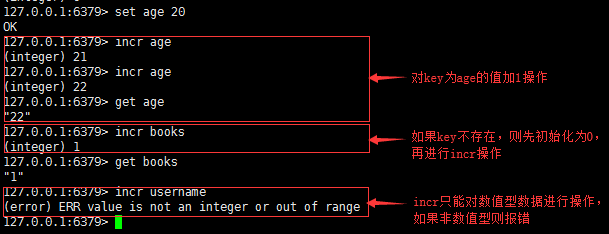 127.0.0.1:6379> set age 20
OK
127.0.0.1:6379> incr age
(integer) 21
127.0.0.1:6379> incr age
(integer) 22
127.0.0.1:6379> get age
"22"
127.0.0.1:6379> incr books
(integer) 1
127.0.0.1:6379> get books
"1"
127.0.0.1:6379> incr username
(error) ERR value is not an integer or out of range
127.0.0.1:6379>
对key为age的值加1操作
如果key不存在，则先初始化为0，
再进行incr操作
incr只能对数值型数据进行操作，
如果非数值型则报错